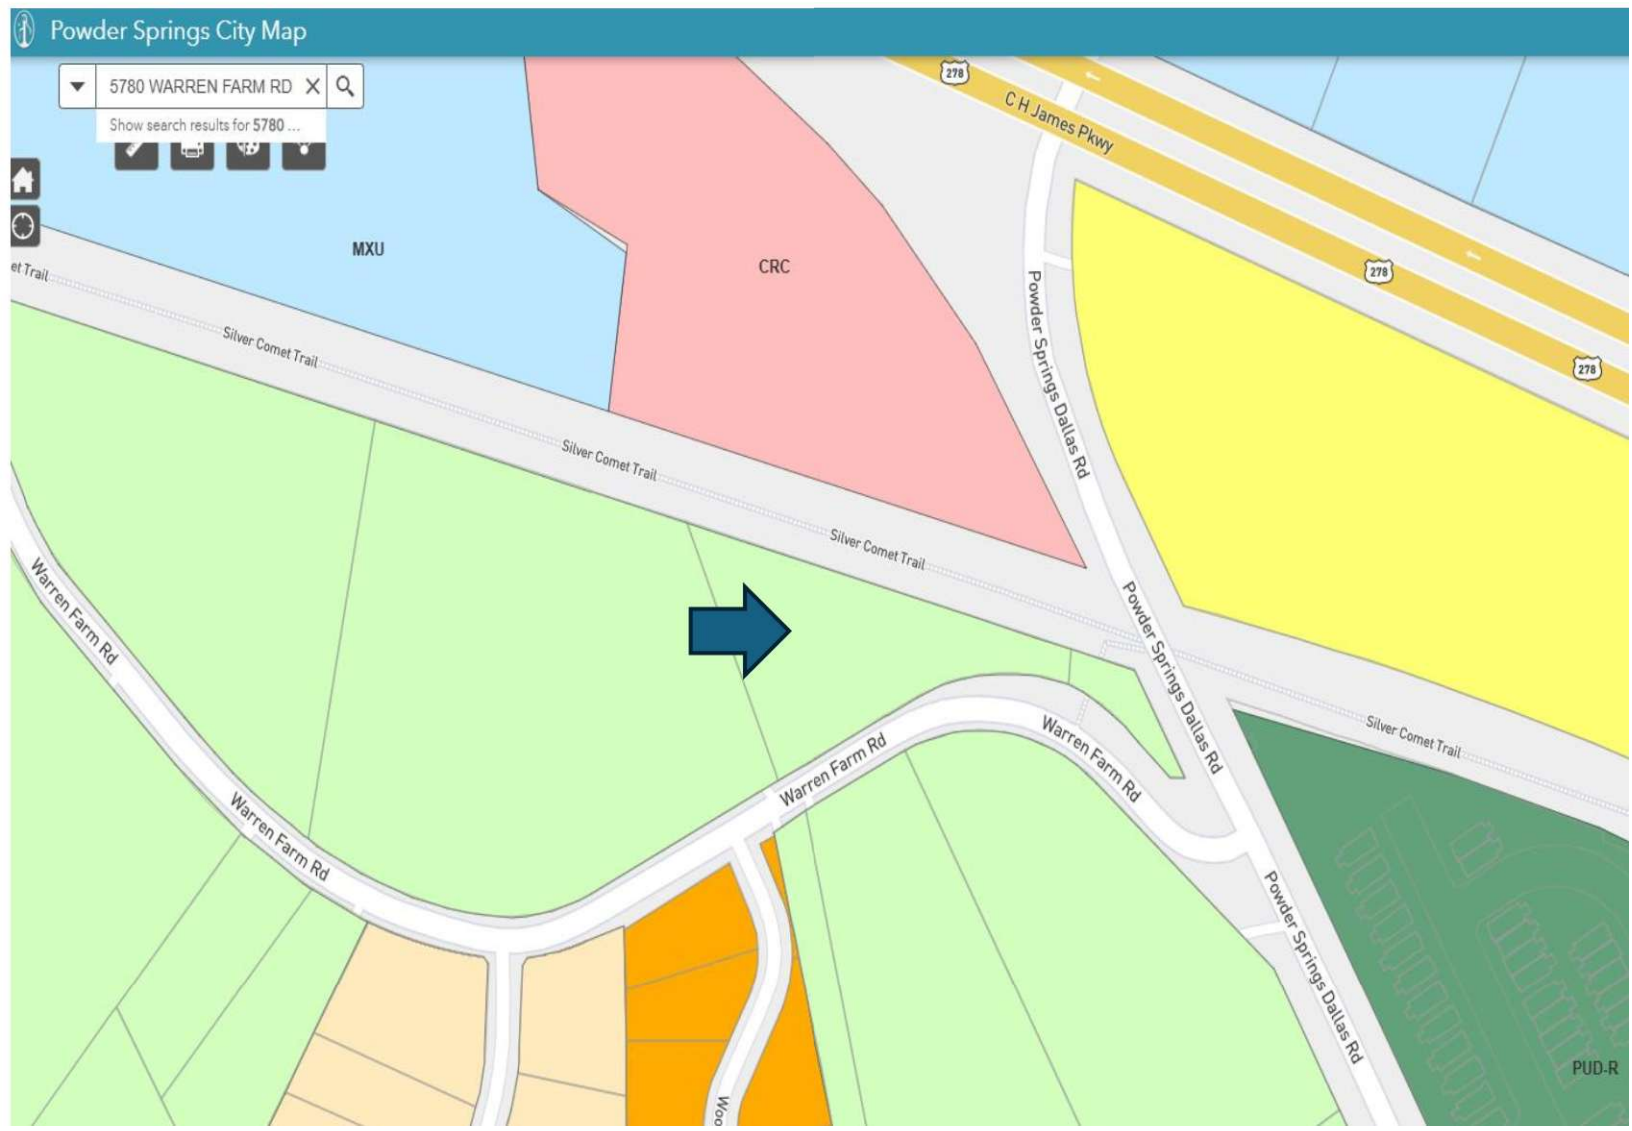 Powder Springs City Map
5780 WARREN FARM RD
Show search results for 5780 ...
278
C H James Pkwy
MXU
CRC
278
et Trail
Silver Comet Trail
Powder Springs Dallas Rd
278
Silver Comet Trail
Silver Comet Trail
Warren Farm Rd
Powder Springs Dallas Rd
Silver Comet Trail
Warren Farm Rd
Warren Farm Rd
Warren Farm Rd
Powder Springs Dallas Rd
PUD-R
Woo